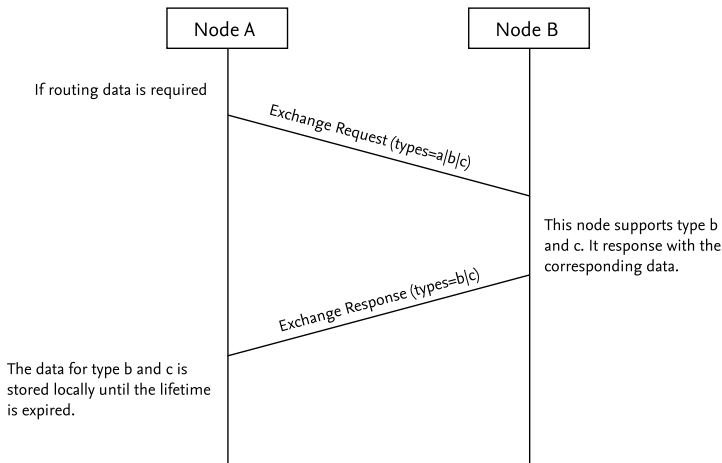 Node A
Node B
If routing data is required
Exchange Request (types=a|b|c)
This node supports type b
and c. It response with the
corresponding data.
Exchange Response (types=b|c)
The data for type b and c is
stored locally until the lifetime
is expired.